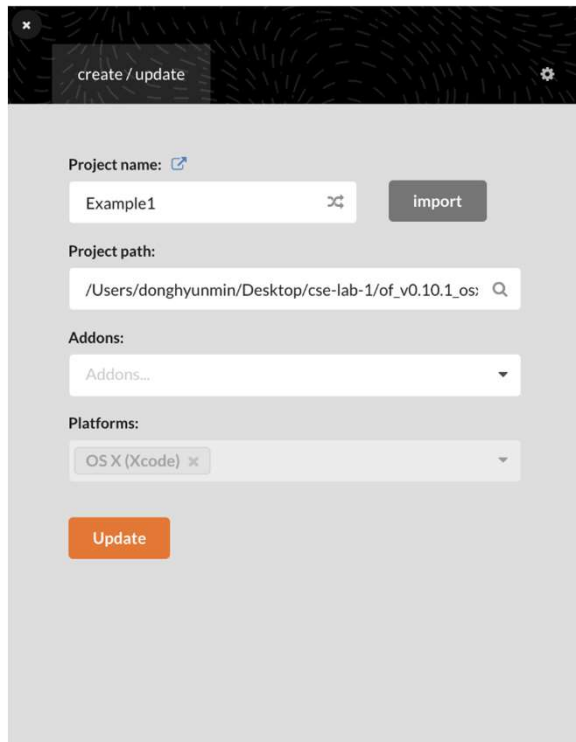 create / update
Project name:
Example1
import
Project path:
/Users/donghyunmin/Desktop/cse-lab-1/of_v0.10.1_os
Addons:
Addons...
Platforms:
OS X (Xcode)
Update